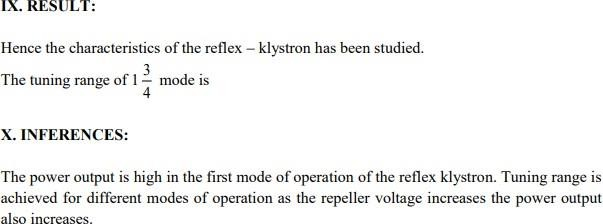 IX. RESULT:
Hence the characteristics of the reflex – klystron has been studied.
The tuning range of 1 3/4 mode is
X. INFERENCES:
The power output is high in the first mode of operation of the reflex klystron. Tuning range is
achieved for different modes of operation as the repeller voltage increases the power output
also increases.